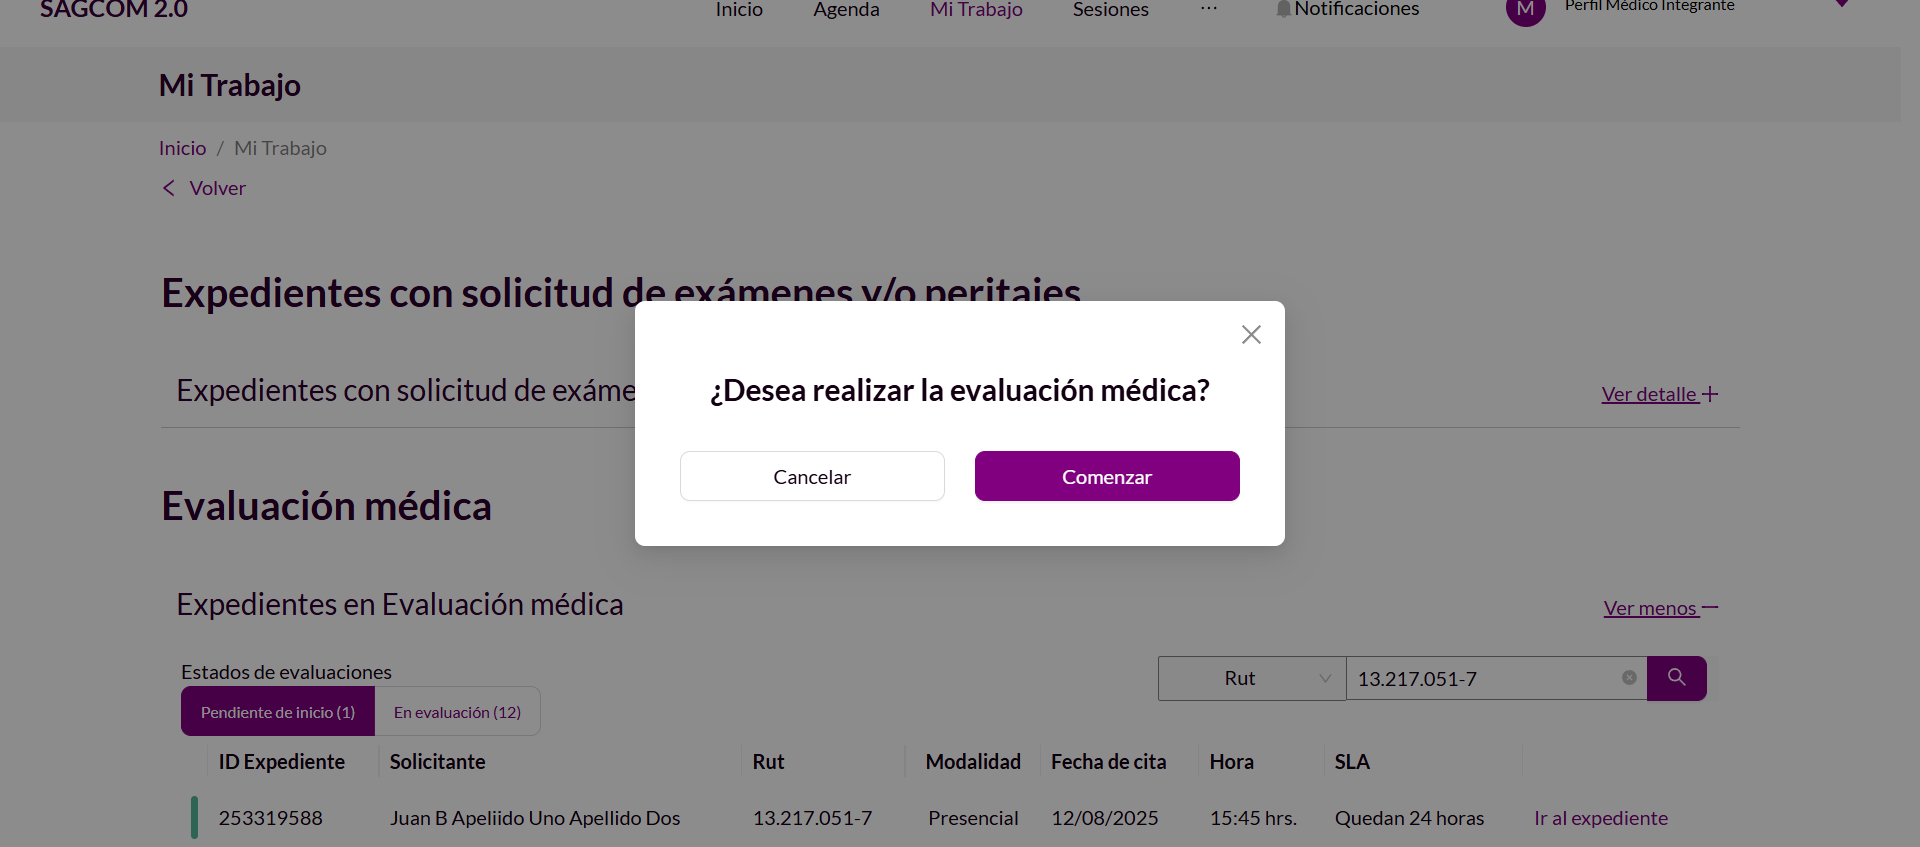 SAGCOM 2.0
Inicio Agenda Mi Trabajo Sesiones ··· Notificaciones M Perfil Médico Integrante
Mi Trabajo
Inicio / Mi Trabajo
Volver
Expedientes con solicitud de exámenes y/o peritajes
¿Desea realizar la evaluación médica?
Cancelar Comenzar
Expedientes con solicitud de exáme
Ver detalle
Evaluación médica
Expedientes en Evaluación médica
Ver menos
Estados de evaluaciones
Pendiente de inicio (1) En evaluación (12)
Rut 13.217.051-7
ID Expediente Solicitante Rut Modalidad Fecha de cita Hora SLA
253319588 Juan B Apeliido Uno Apellido Dos 13.217.051-7 Presencial 12/08/2025 15:45 hrs. Quedan 24 horas Ir al expediente